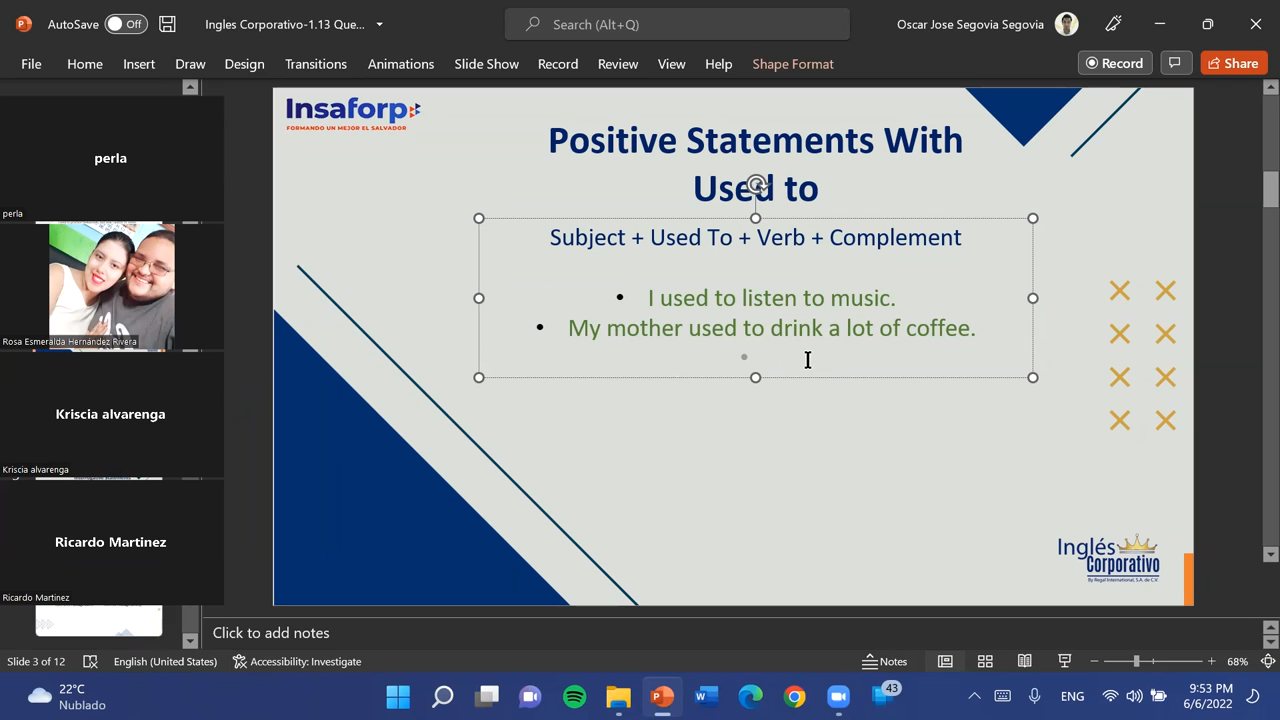 AutoSave Off
Ingles Corporativo-1.13 Que...
Search (Alt+Q)
Oscar Jose Segovia Segovia
File Home Insert Draw Design Transitions Animations Slide Show Record Review View Help Shape Format
Record
Share
perla
perla
Rosa Esmeralda Hernández Rivera
Kriscia alvarenga
Kriscia alvarenga
Ricardo Martinez
Ricardo Martinez
Insaforp
FORMANDO UN MEJOR EL SALVADOR
Positive Statements With
Used to
Subject + Used To + Verb + Complement
• I used to listen to music.
• My mother used to drink a lot of coffee.
Inglés
Corporativo
By Regal International, S.A. de C.V.
Click to add notes
Slide 3 of 12 English (United States) Accessibility: Investigate Notes 68%
22°C
Nublado
43
ENG
9:53 PM
6/6/2022